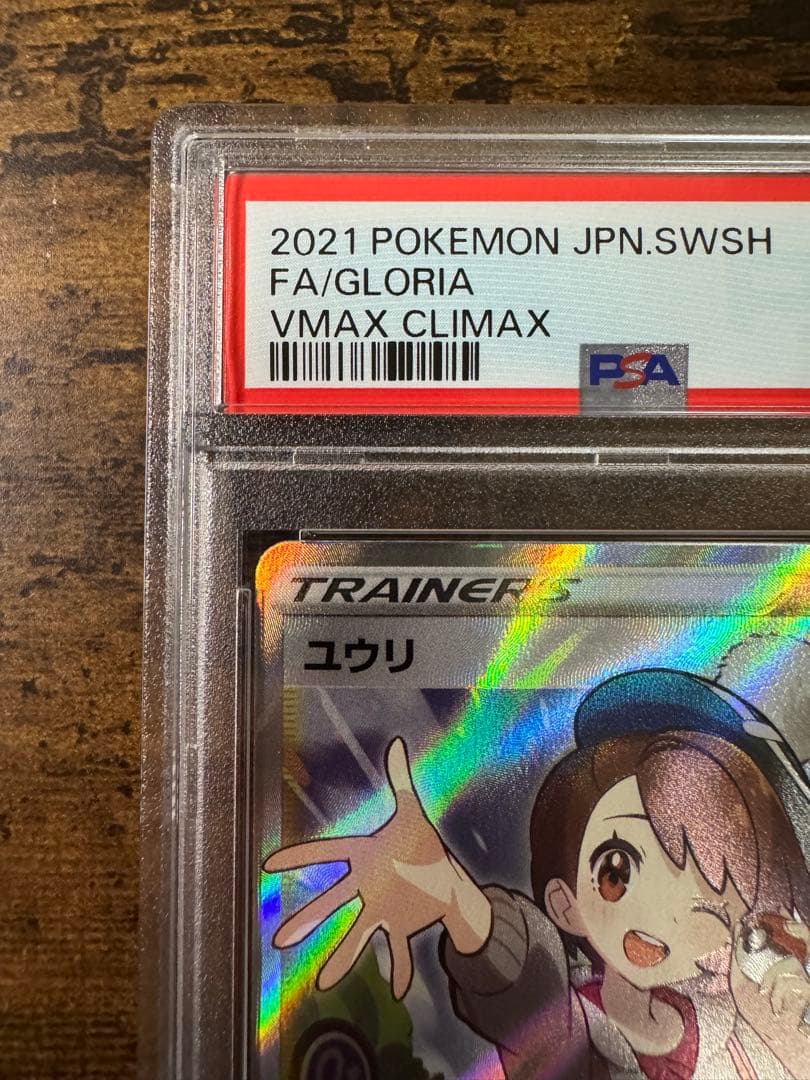 2021 POKEMON JPN.SWSH
FA/GLORIA
VMAX CLIMAX
PSA
TRAINER'S
ユウリ